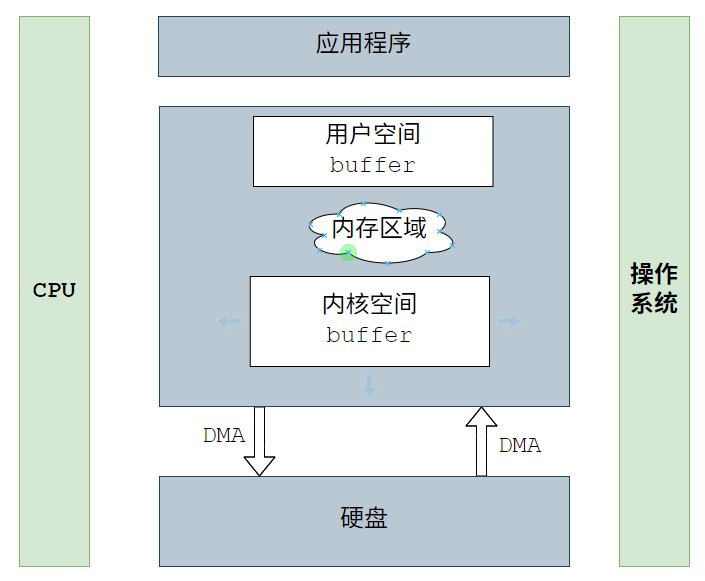 应用程序
用户空间
buffer
内存区域
CPU
操作
系统
内核空间
buffer
DMA
DMA
硬盘